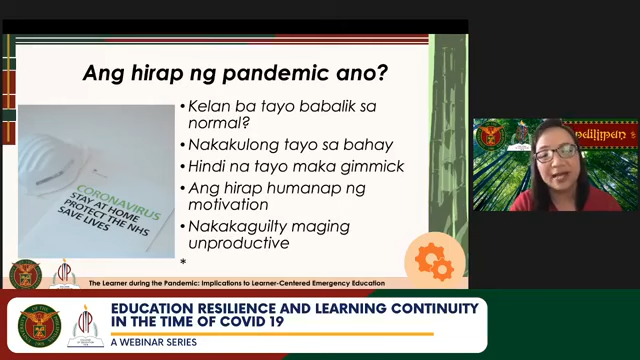 Ang hirap ng pandemic ano?
• Kelan ba tayo babalik sa
normal?
• Nakakulong tayo sa bahay
• Hindi na tayo maka gimmick
• Ang hirap humanap ng
motivation
• Nakakaguilty maging
unproductive
*
CORONAVIRUS
STAY AT HOME
PROTECT THE NHS
SAVE LIVES
The Learner during the Pandemic: Implications to Learner-Centered Emergency Education
EDUCATION RESILIENCE AND LEARNING CONTINUITY
IN THE TIME OF COVID 19
A WEBINAR SERIES